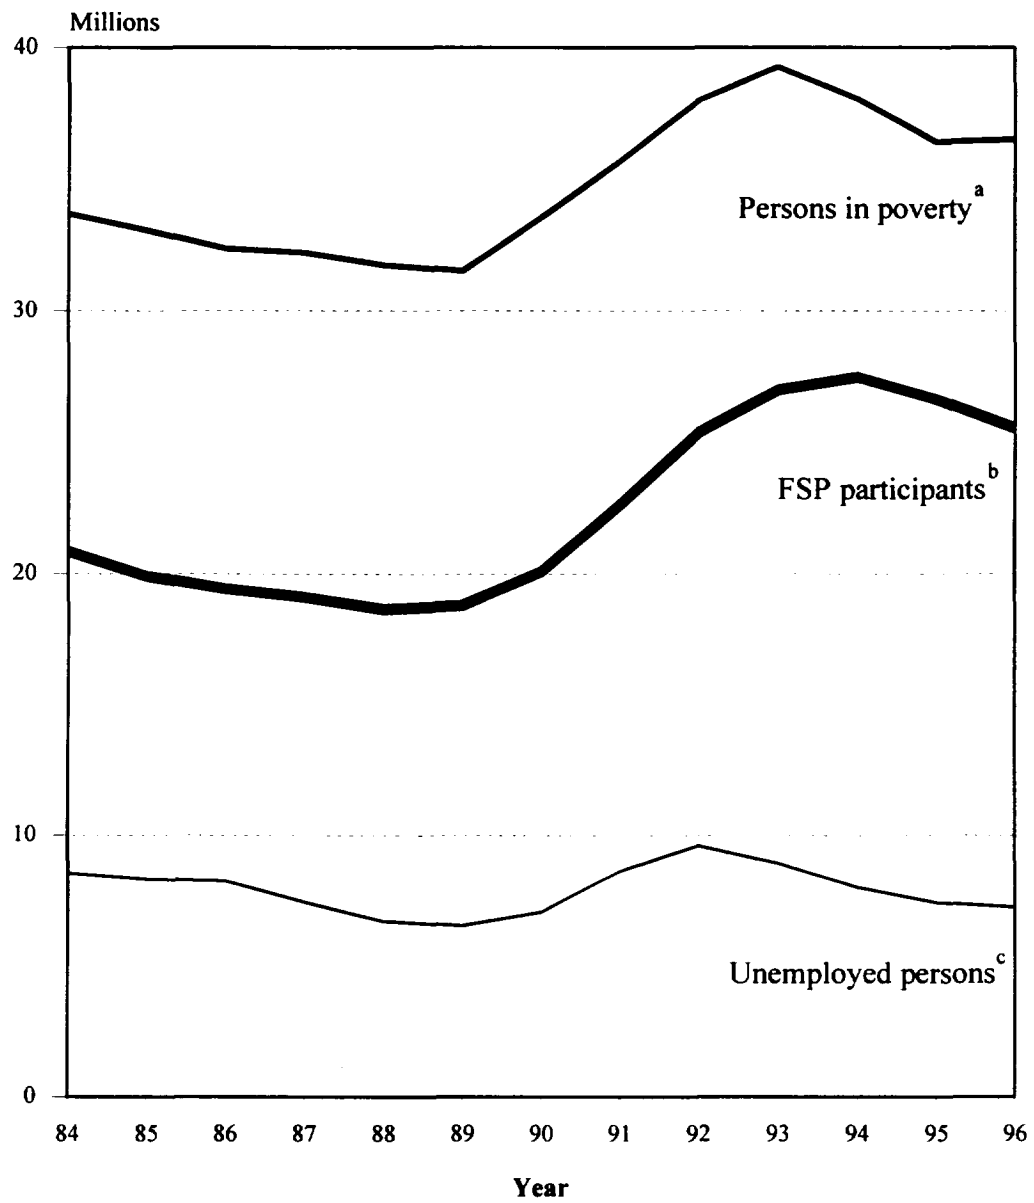 Millions
40
Persons in poverty^a
30
FSP participants^b
20
10
Unemployed persons^c
0
84 85 86 87 88 89 90 91 92 93 94 95 96
Year